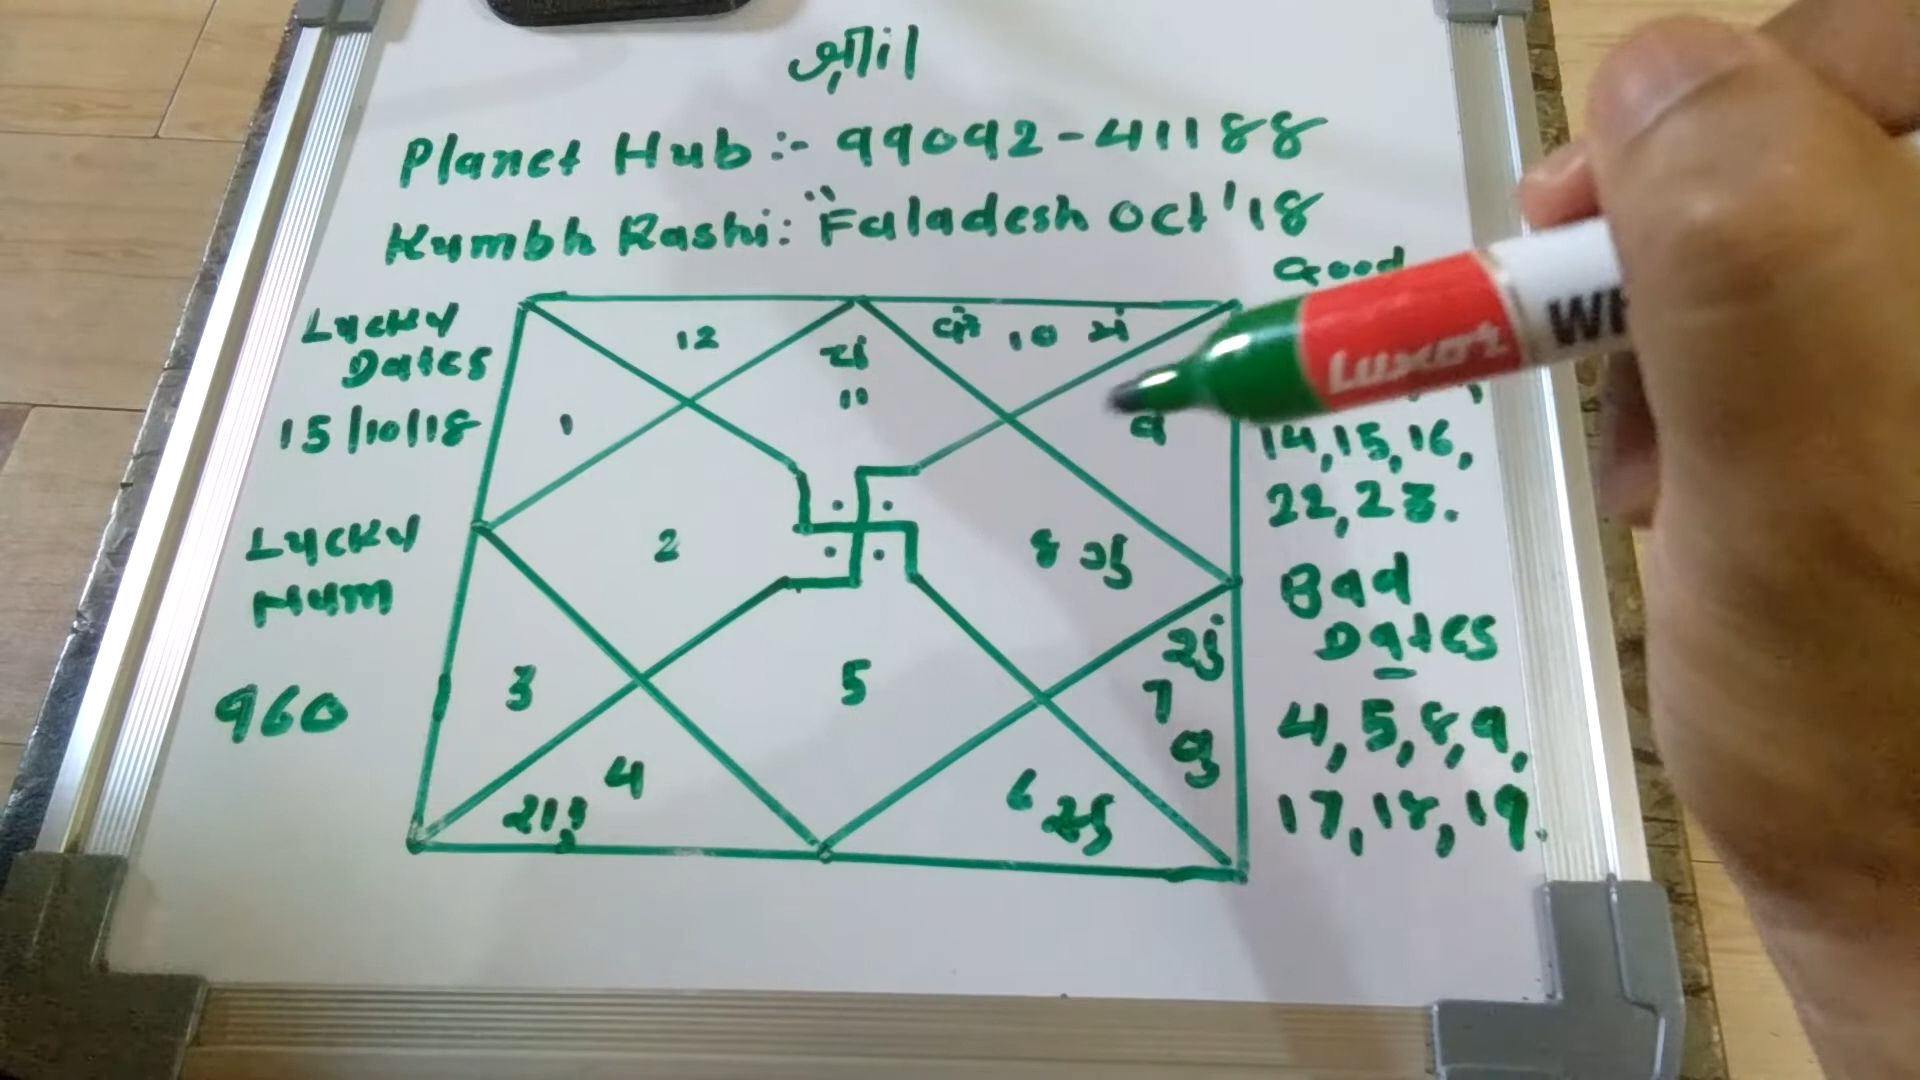 Planet Hub :- 99092-41188
Kumbh Rashi: "Faladesh Oct'18
Good
Lucky
Dates
15/10/18
Lucky
Num
960
12
10
11
1
9
2
8
3
5
7
4
6
14,15,16,
22,23.
Bad
Dates
4,5,8,9,
17,18,19.
Luxor